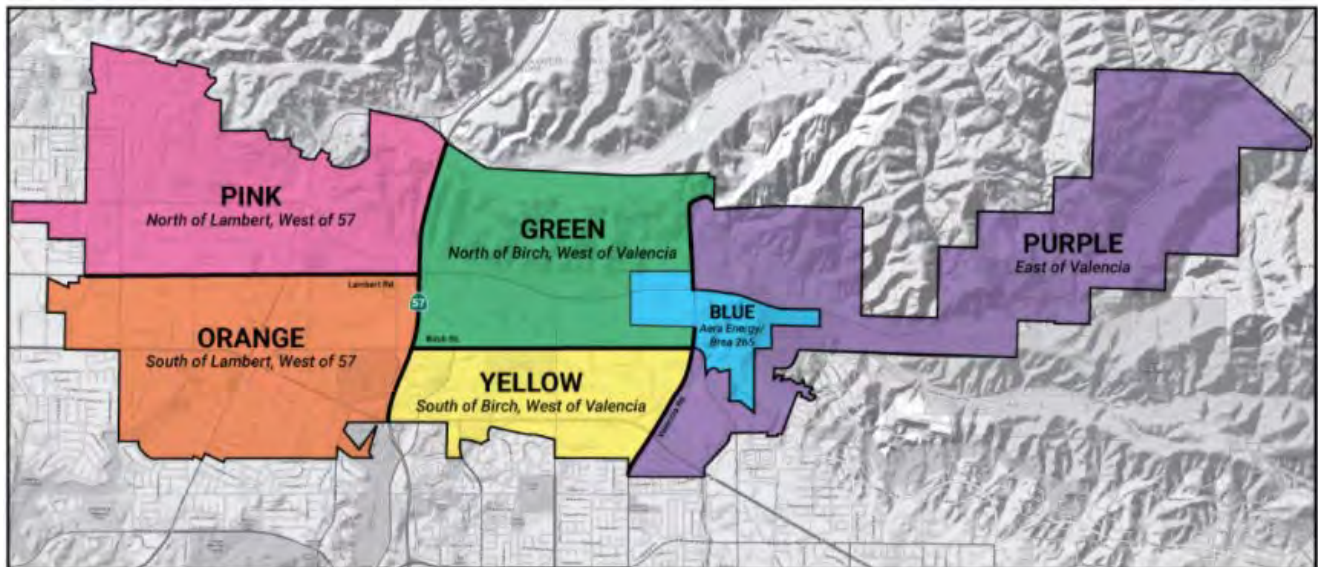 PINK
North of Lambert, West of 57
GREEN
North of Birch, West of Valencia
PURPLE
East of Valencia
Lambert Rd
57
BLUE
Aera Energy/
Brea 265
ORANGE
South of Lambert, West of 57
Birch St.
YELLOW
South of Birch, West of Valencia
Valencia Rd